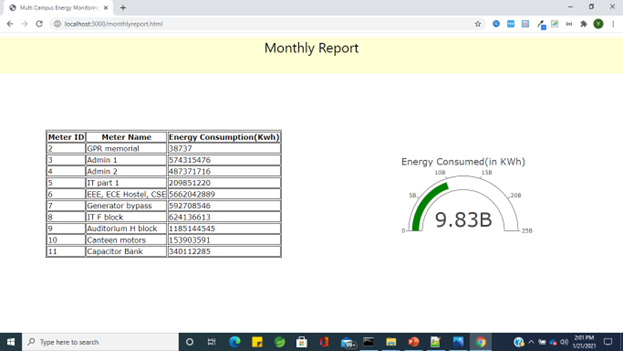 Multi Campus Energy Monitoring
localhost:3000/monthlyreport.html
Monthly Report
Meter ID Meter Name Energy Consumption(Kwh)
2 GPR memorial 38737
3 Admin 1 574315476
4 Admin 2 487371716
5 IT part 1 209851220
6 EEE, ECE Hostel, CSE 5662042889
7 Generator bypass 592708546
8 IT F block 624136613
9 Auditorium H block 1185144545
10 Canteen motors 153903591
11 Capacitor Bank 340112285
Energy Consumed(in KWh)
10B 15B
5B 20B
9.83B
0 25B
Type here to search
99+
2:01 PM
1/21/2021